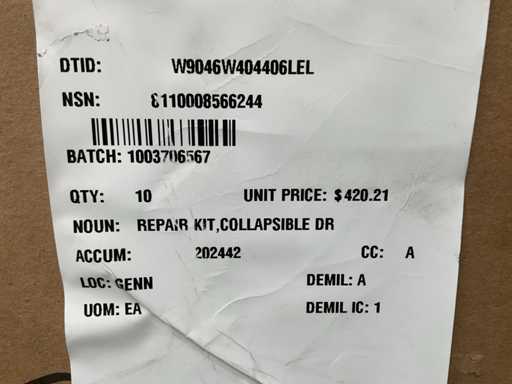 DTID: W9046W404406LEL
NSN: 8110008566244
BATCH: 1003706567
QTY: 10 UNIT PRICE: $420.21
NOUN: REPAIR KIT,COLLAPSIBLE DR
ACCUM: 202442 CC: A
LOC: GENN DEMIL: A
UOM: EA DEMIL IC: 1